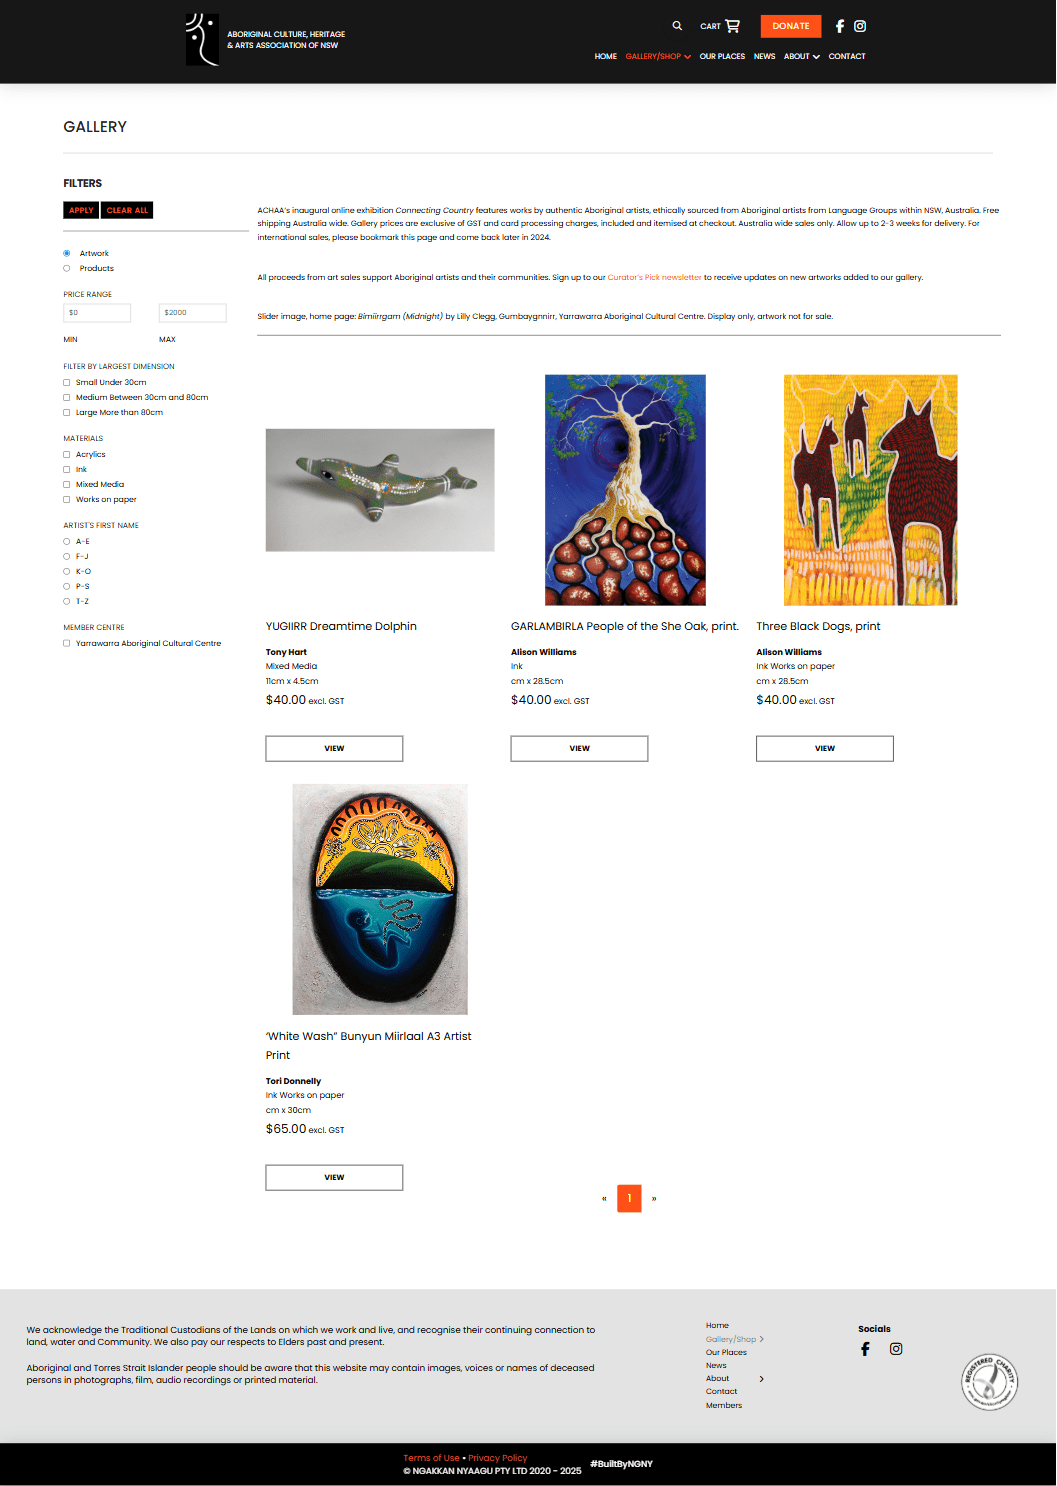 ABORIGINAL CULTURE, HERITAGE
& ARTS ASSOCIATION OF NSW
CART
DONATE
HOME GALLERY/SHOP OUR PLACES NEWS ABOUT CONTACT
GALLERY
FILTERS
APPLY CLEAR ALL
Artwork
Products
PRICE RANGE
$0 $2000
MIN MAX
FILTER BY LARGEST DIMENSION
Small Under 30cm
Medium Between 30cm and 80cm
Large More than 80cm
MATERIALS
Acrylics
Ink
Mixed Media
Works on paper
ARTIST'S FIRST NAME
A-E
F-J
K-O
P-S
T-Z
MEMBER CENTRE
Yarrawarra Aboriginal Cultural Centre
ACHAA's inaugural online exhibition Connecting Country features works by authentic Aboriginal artists, ethically sourced from Aboriginal artists from Language Groups within NSW, Australia. Free
shipping Australia wide. Gallery prices are exclusive of GST and card processing charges, included and itemised at checkout. Australia wide sales only. Allow up to 2-3 weeks for delivery. For
international sales, please bookmark this page and come back later in 2024.
All proceeds from art sales support Aboriginal artists and their communities. Sign up to our Curator's Pick newsletter to receive updates on new artworks added to our gallery.
Slider image, home page: Bimiirrgam (Midnight) by Lilly Clegg, Gumbaygnnirr, Yarrawarra Aboriginal Cultural Centre. Display only, artwork not for sale.
YUGIIRR Dreamtime Dolphin
Tony Hart
Mixed Media
11cm x 4.5cm
$40.00 excl. GST
VIEW
GARLAMBIRLA People of the She Oak, print.
Alison Williams
Ink
cm x 28.5cm
$40.00 excl. GST
VIEW
Three Black Dogs, print
Alison Williams
Ink Works on paper
cm x 28.5cm
$40.00 excl. GST
VIEW
‘White Wash” Bunyun Miirlaal A3 Artist
Print
Tori Donnelly
Ink Works on paper
cm x 30cm
$65.00 excl. GST
VIEW
« 1 »
We acknowledge the Traditional Custodians of the Lands on which we work and live, and recognise their continuing connection to
land, water and Community. We also pay our respects to Elders past and present.
Aboriginal and Torres Strait Islander people should be aware that this website may contain images, voices or names of deceased
persons in photographs, film, audio recordings or printed material.
Home
Gallery/Shop
Our Places
News
About
Contact
Members
Socials
REGISTERED CHARITY
Terms of Use • Privacy Policy
© NGAKKAN NYAAGU PTY LTD 2020 - 2025
#BuiltByNGNY